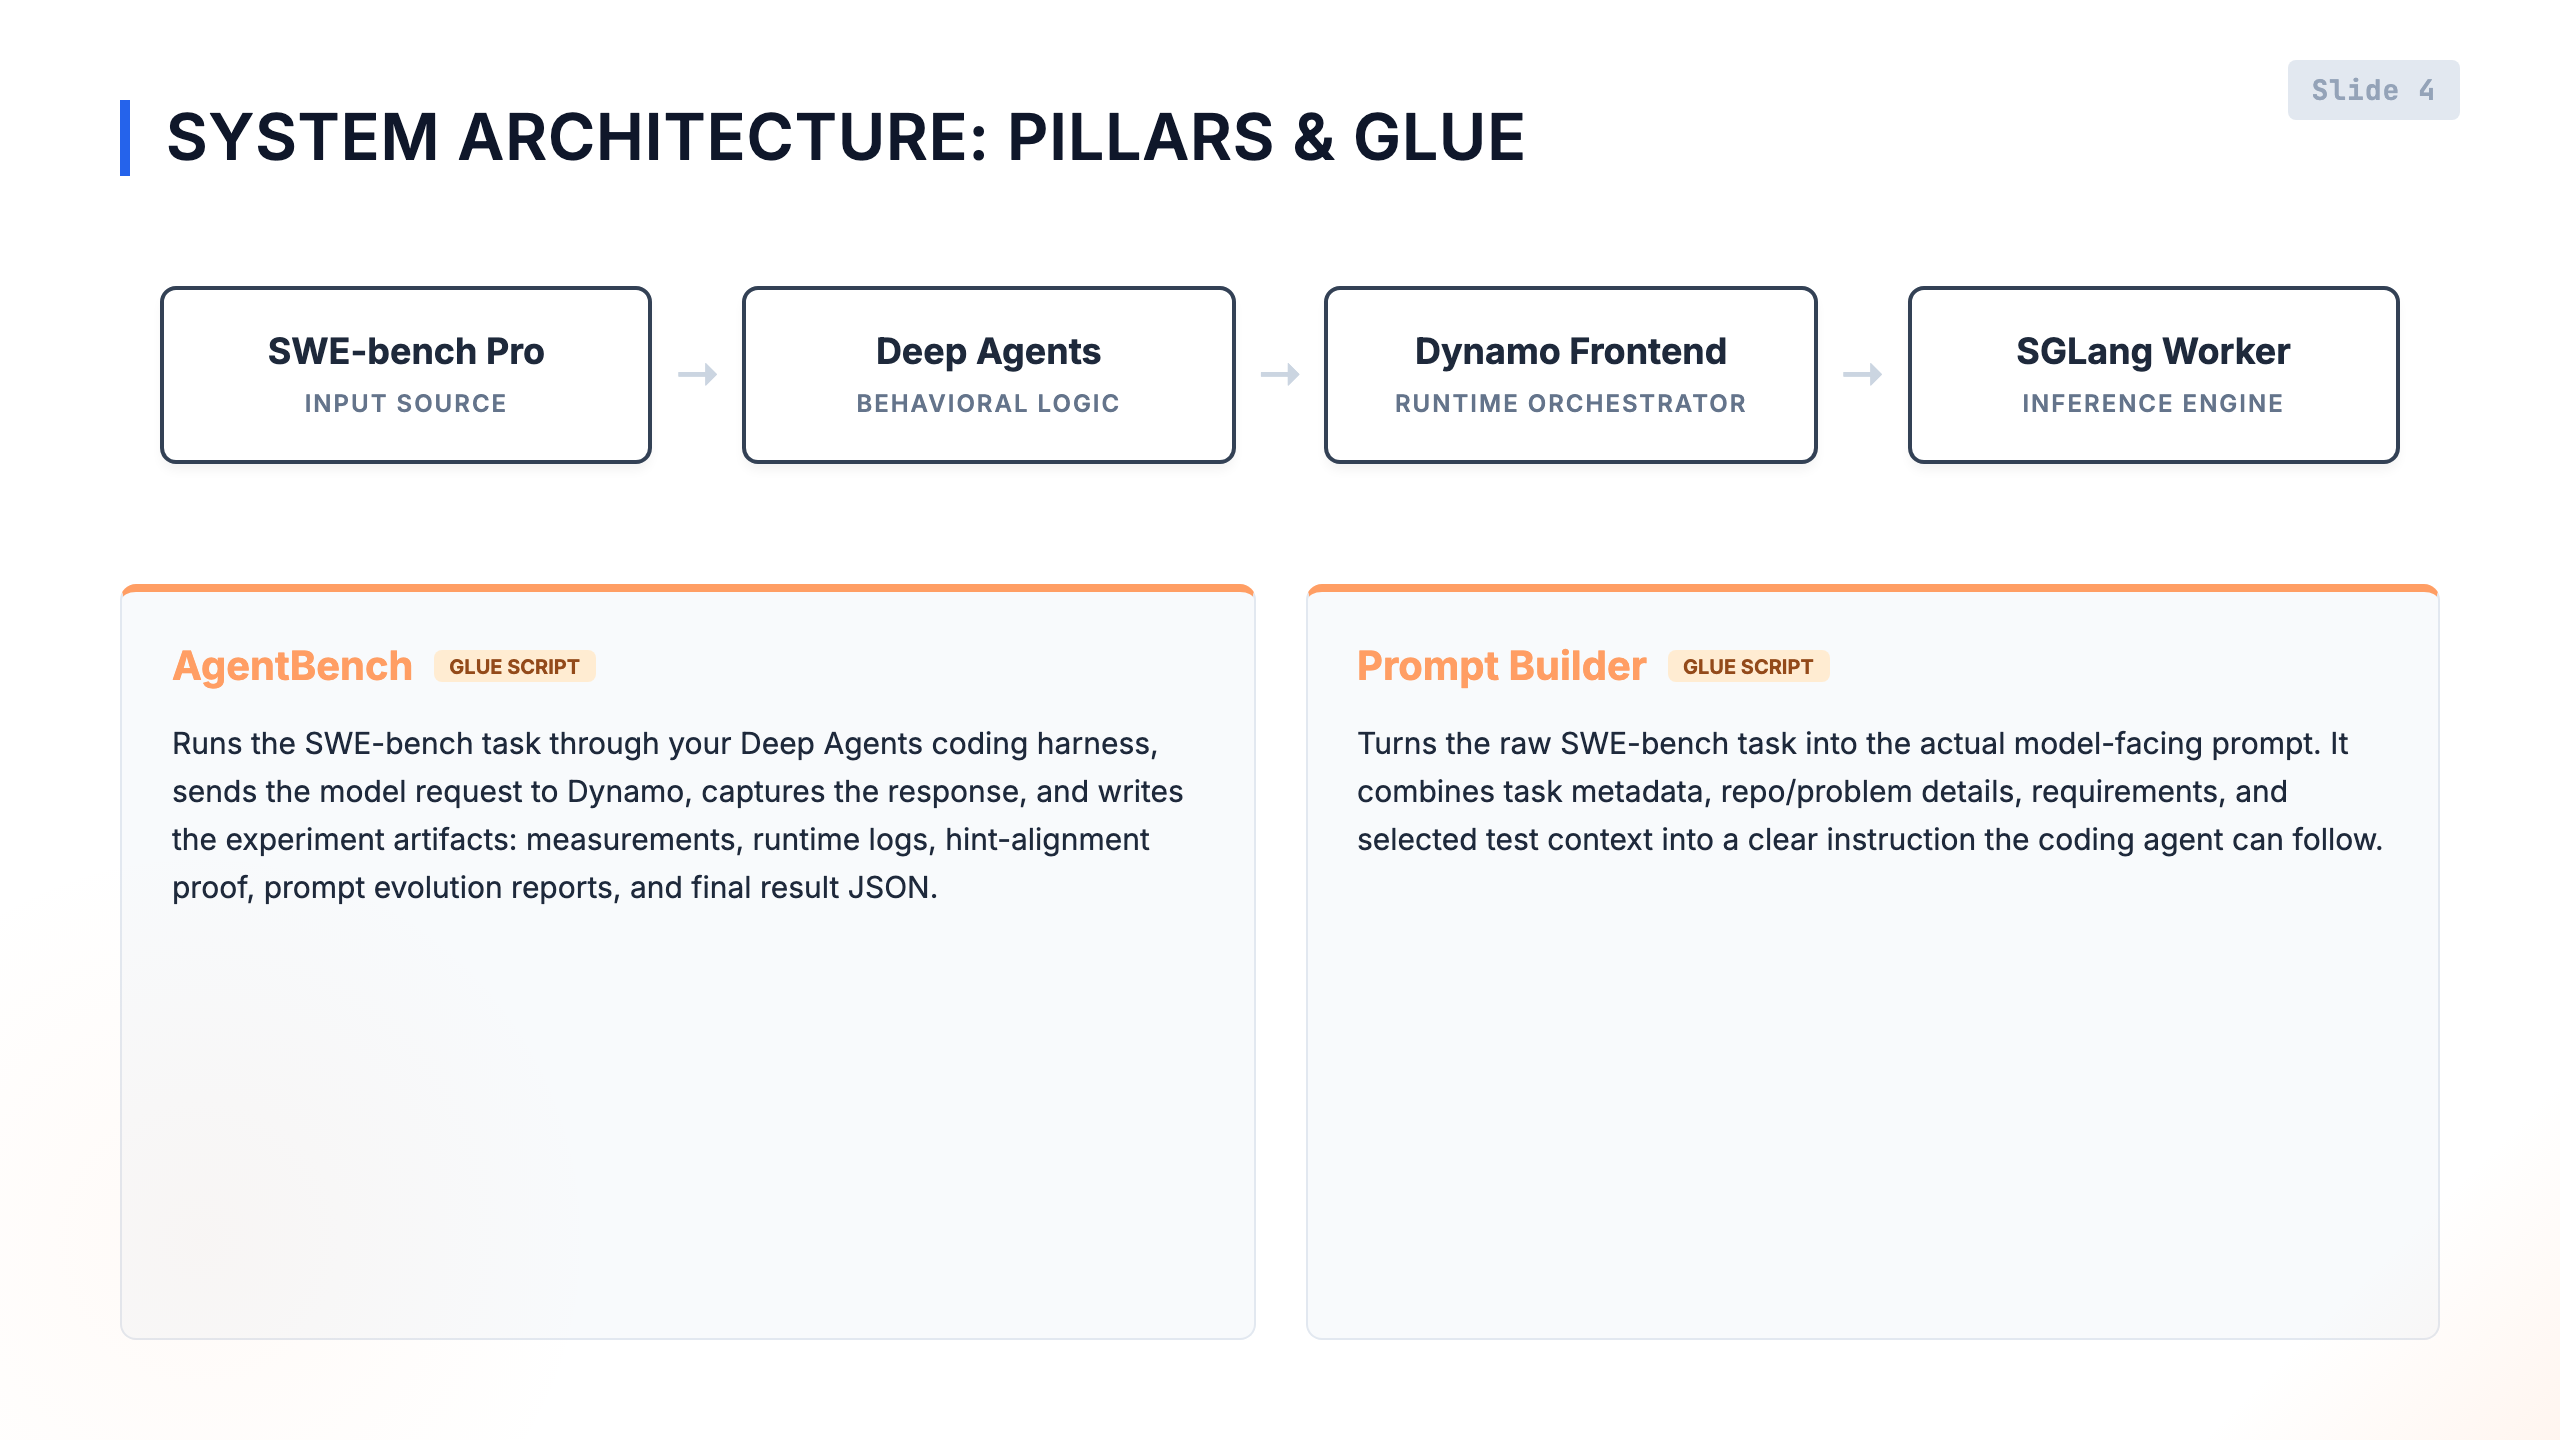 Slide 4
SYSTEM ARCHITECTURE: PILLARS & GLUE
SWE-bench Pro
INPUT SOURCE
Deep Agents
BEHAVIORAL LOGIC
Dynamo Frontend
RUNTIME ORCHESTRATOR
SGLang Worker
INFERENCE ENGINE
AgentBench GLUE SCRIPT
Runs the SWE-bench task through your Deep Agents coding harness,
sends the model request to Dynamo, captures the response, and writes
the experiment artifacts: measurements, runtime logs, hint-alignment
proof, prompt evolution reports, and final result JSON.
Prompt Builder GLUE SCRIPT
Turns the raw SWE-bench task into the actual model-facing prompt. It
combines task metadata, repo/problem details, requirements, and
selected test context into a clear instruction the coding agent can follow.